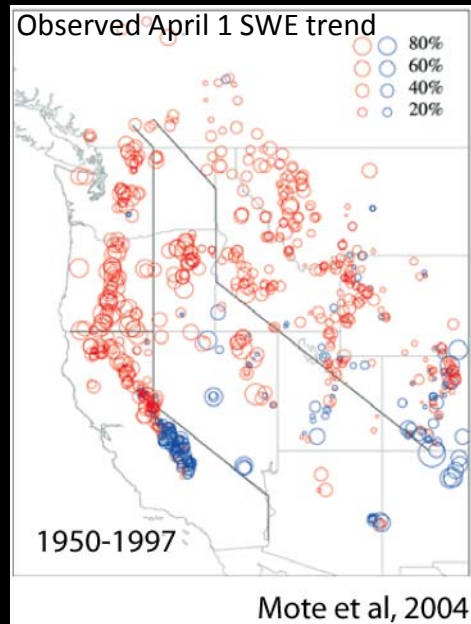 Observed April 1 SWE trend
80%
60%
40%
20%
1950-1997
Mote et al, 2004